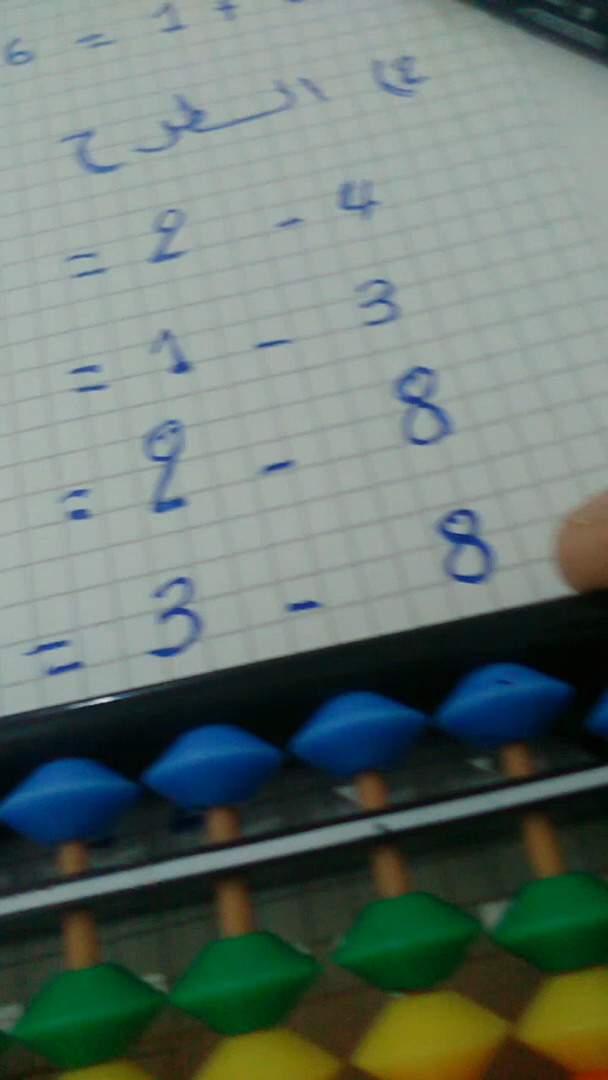 + 1 = 6
الطرح
4 - 2 =
3 - 1 =
8 - 2 =
8 - 3 =